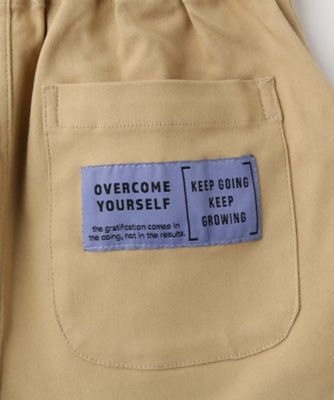 OVERCOME
YOURSELF
the gratification comes in
the doing, not in the results.
KEEP GOING
KEEP
GROWING